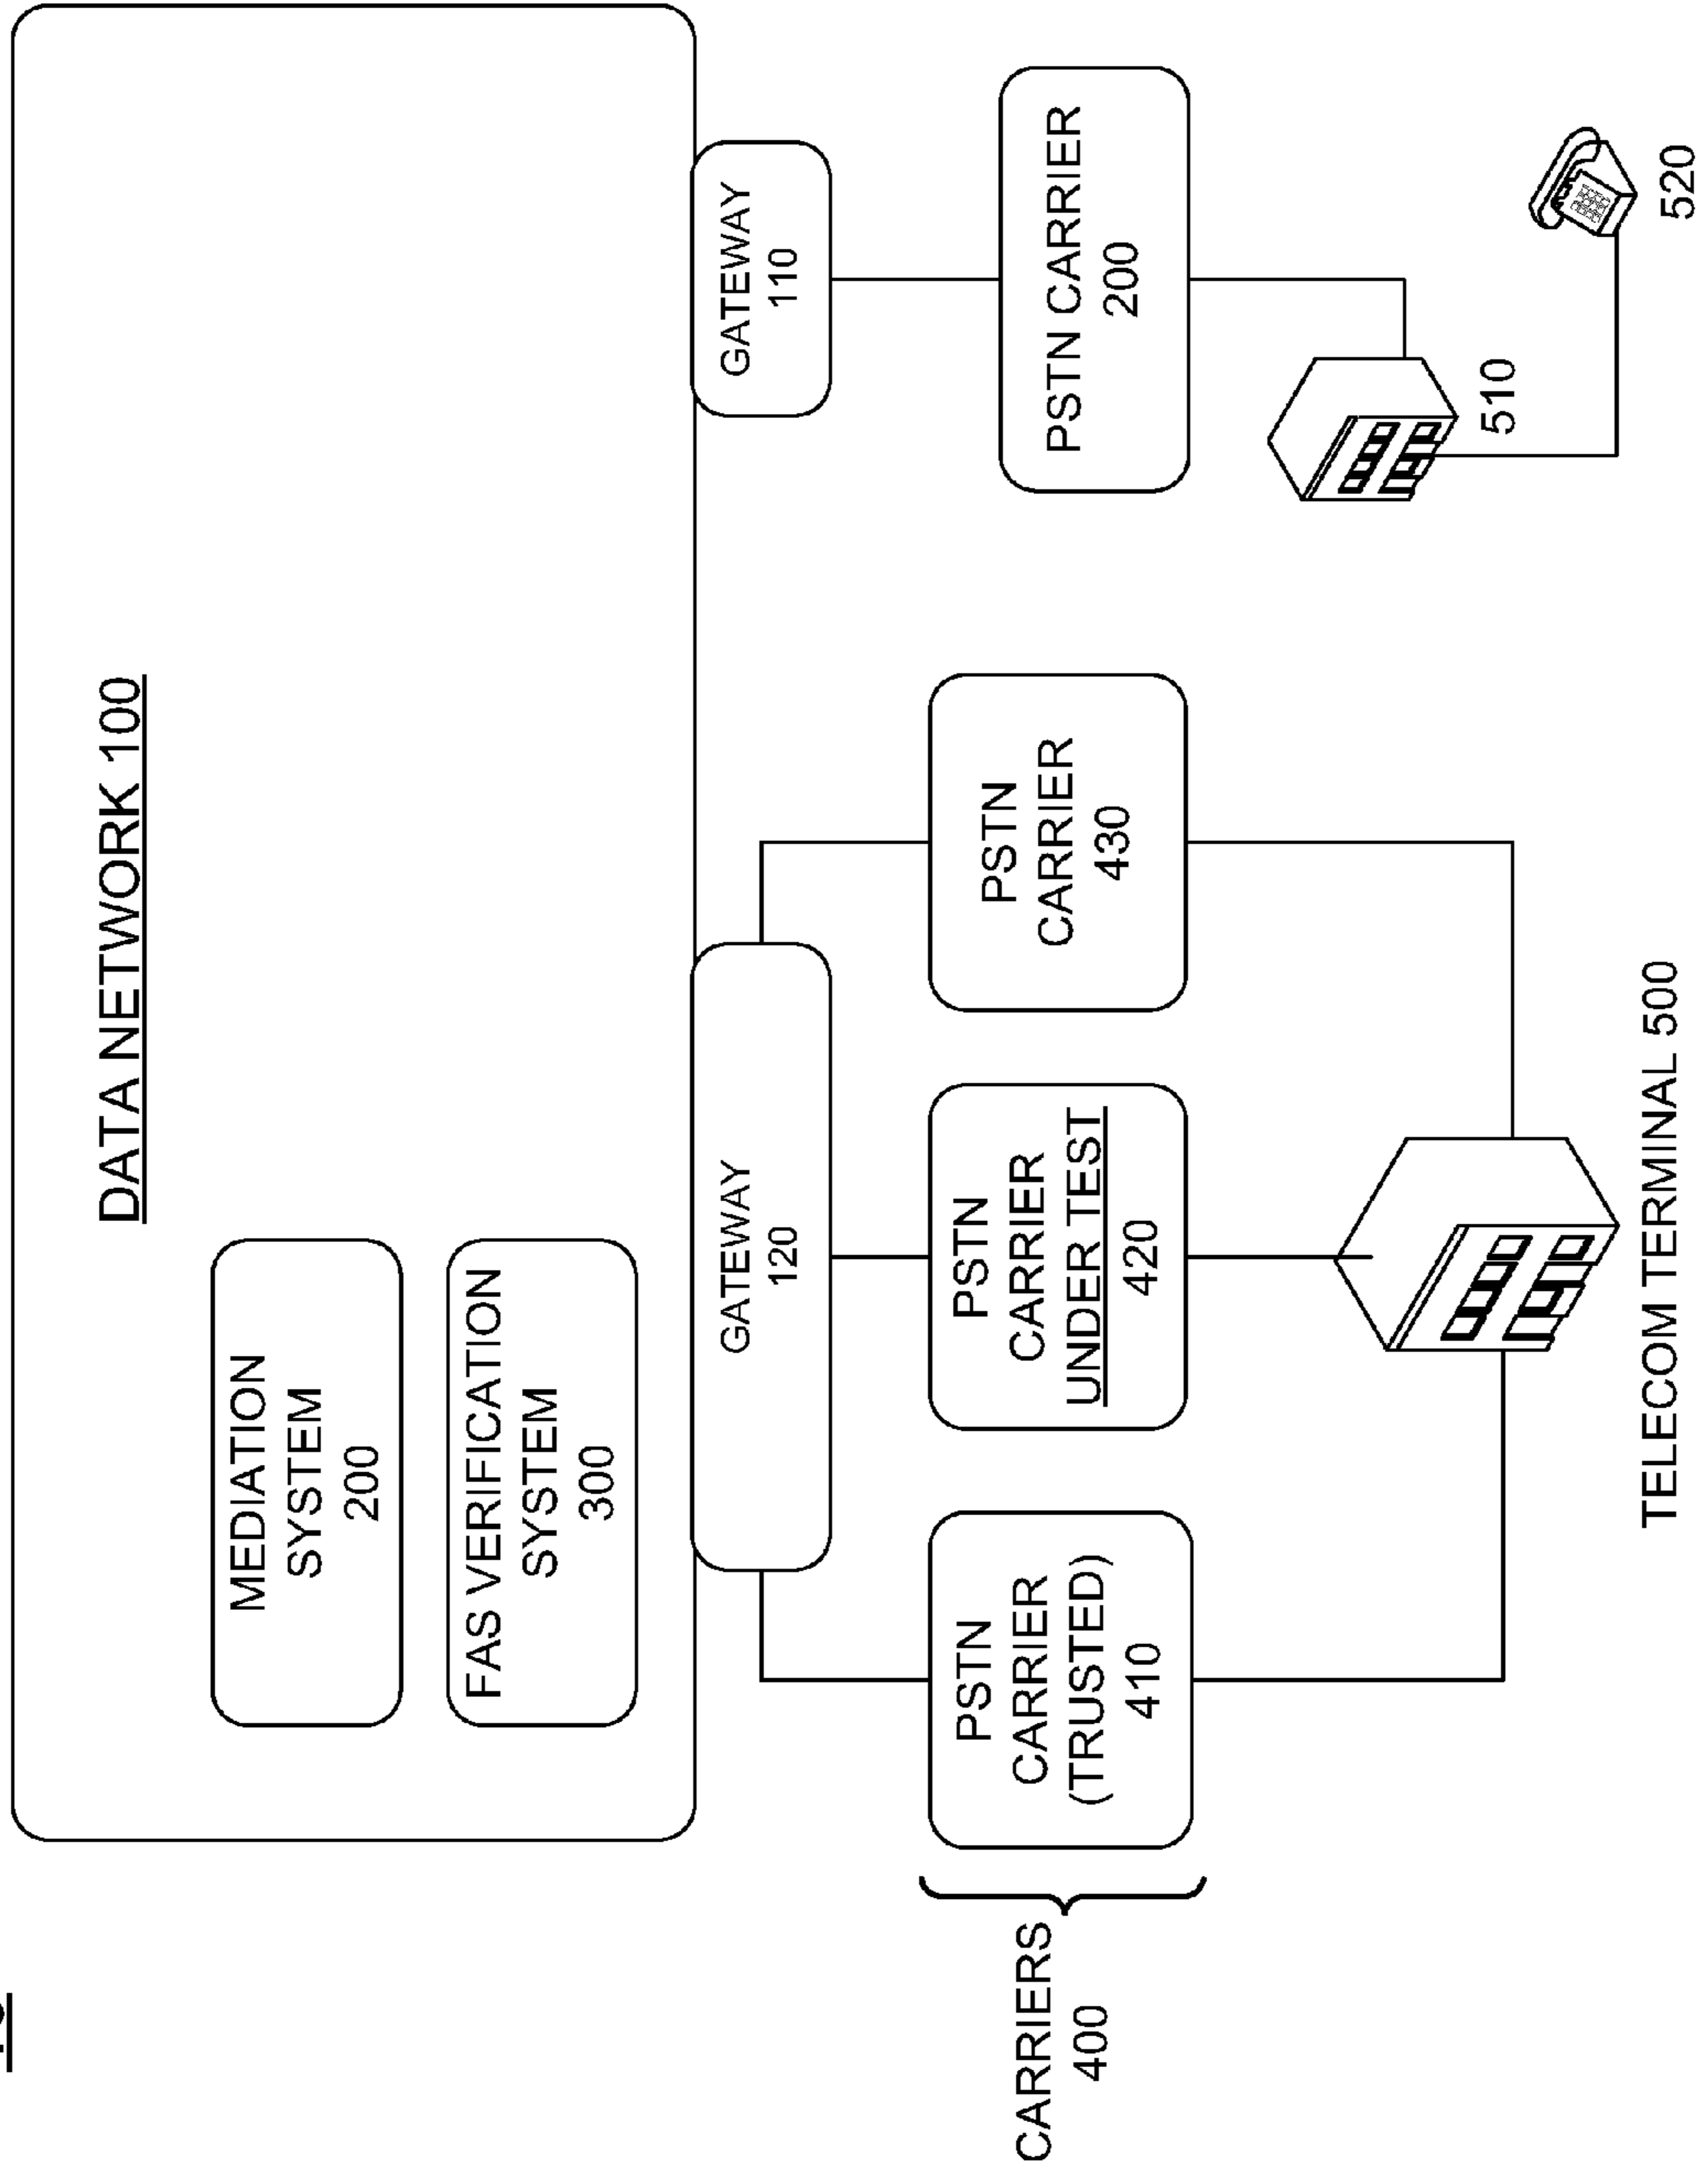 DATA NETWORK 100
MEDIATION
SYSTEM
200
FAS VERIFICATION
SYSTEM
300
GATEWAY
120
GATEWAY
110
CARRIERS
400
PSTN
CARRIER
(TRUSTED)
410
PSTN
CARRIER
UNDER TEST
420
PSTN
CARRIER
430
PSTN CARRIER
200
510
TELECOM TERMINAL 500
520